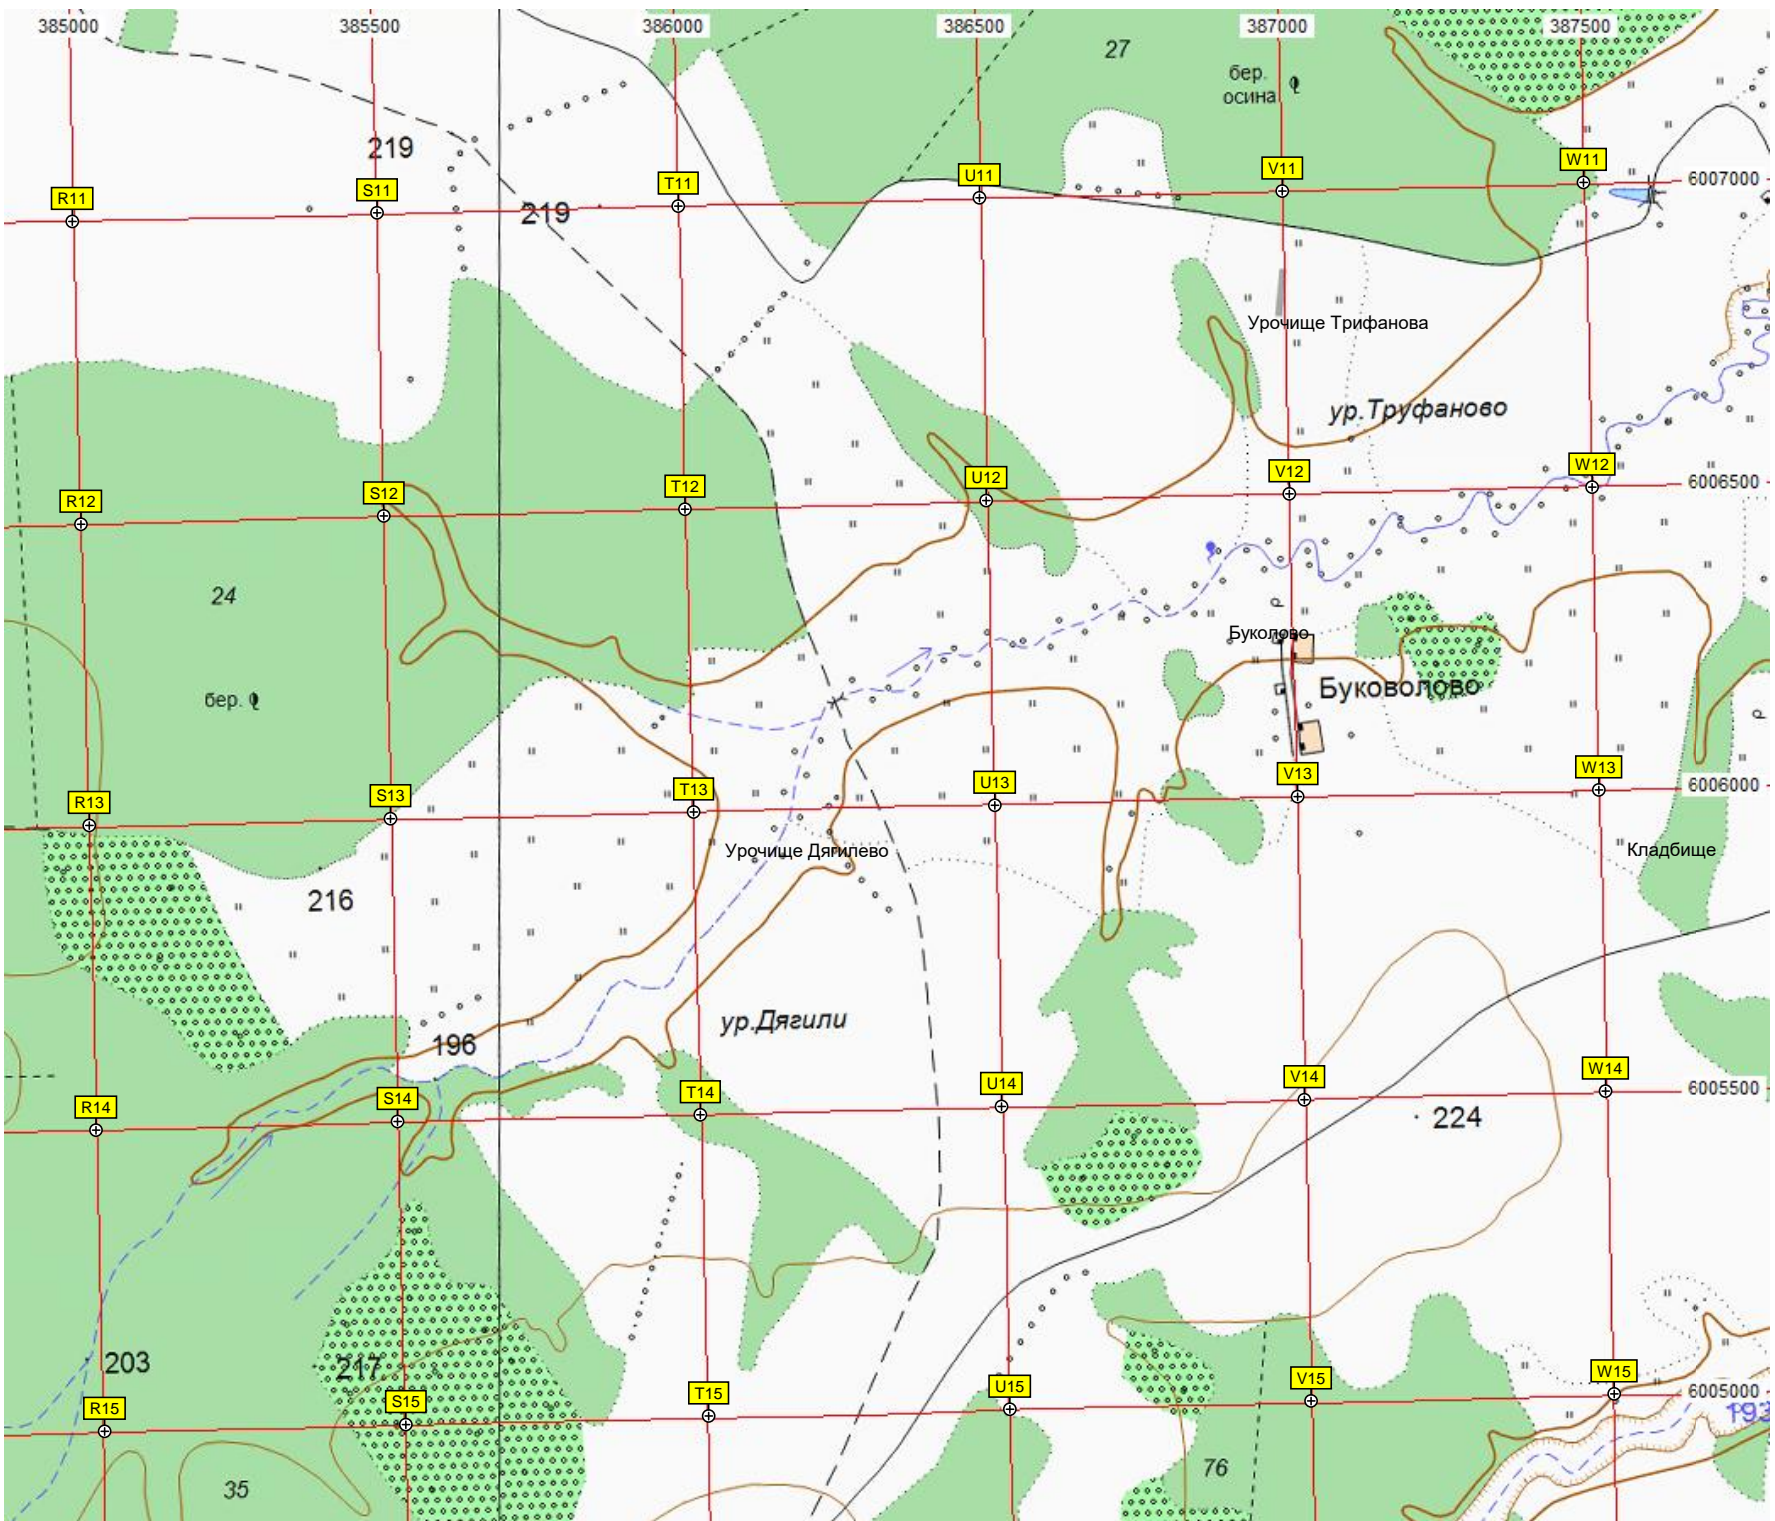 385000 385500 386000 386500 387000 387500
27
бер.
осина
219
R11 S11 T11 U11 V11 W11 6007000
219
Урочище Трифанова
ур.Труфаново
R12 S12 T12 U12 V12 W12 6006500
24
Буколово
бер.
Буковолово
R13 S13 T13 U13 V13 W13 6006000
Урочище Дягилево
Кладбище
216
ур.Дягили
196
R14 S14 T14 U14 V14 W14 6005500
224
203
217
R15 S15 T15 U15 V15 W15 6005000
193
76
35